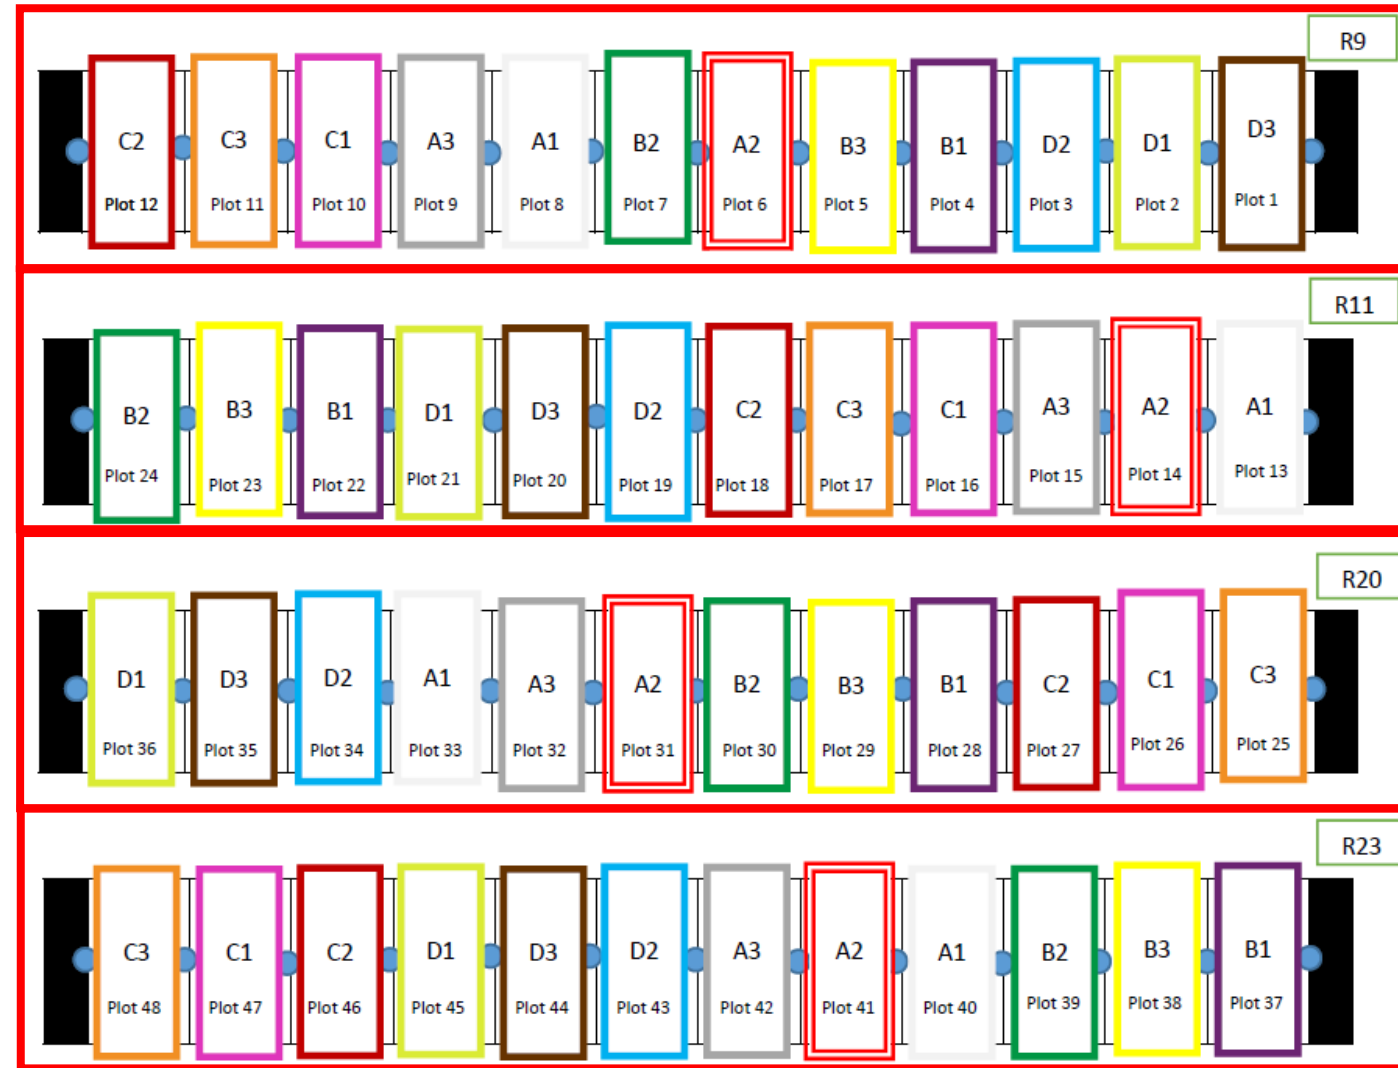 R9
C2 C3 C1 A3 A1 B2 A2 B3 B1 D2 D1 D3
Plot 12 Plot 11 Plot 10 Plot 9 Plot 8 Plot 7 Plot 6 Plot 5 Plot 4 Plot 3 Plot 2 Plot 1
R11
B2 B3 B1 D1 D3 D2 C2 C3 C1 A3 A2 A1
Plot 24 Plot 23 Plot 22 Plot 21 Plot 20 Plot 19 Plot 18 Plot 17 Plot 16 Plot 15 Plot 14 Plot 13
R20
D1 D3 D2 A1 A3 A2 B2 B3 B1 C2 C1 C3
Plot 36 Plot 35 Plot 34 Plot 33 Plot 32 Plot 31 Plot 30 Plot 29 Plot 28 Plot 27 Plot 26 Plot 25
R23
C3 C1 C2 D1 D3 D2 A3 A2 A1 B2 B3 B1
Plot 48 Plot 47 Plot 46 Plot 45 Plot 44 Plot 43 Plot 42 Plot 41 Plot 40 Plot 39 Plot 38 Plot 37